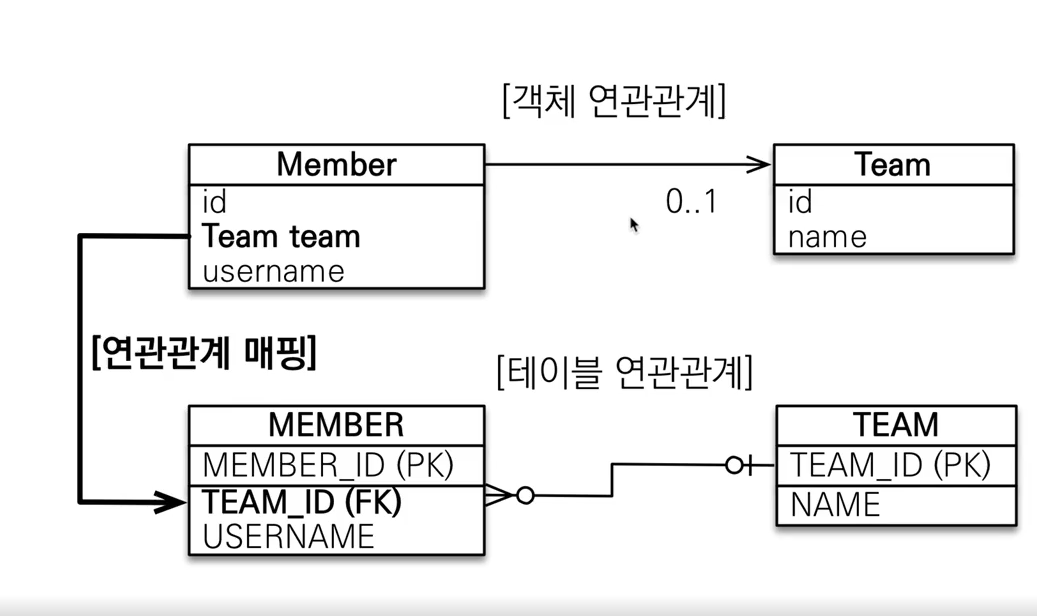 [객체 연관관계]
Member
id
Team team
username
0..1
Team
id
name
[연관관계 매핑]
[테이블 연관관계]
MEMBER
MEMBER_ID (PK)
TEAM_ID (FK)
USERNAME
TEAM
TEAM_ID (PK)
NAME